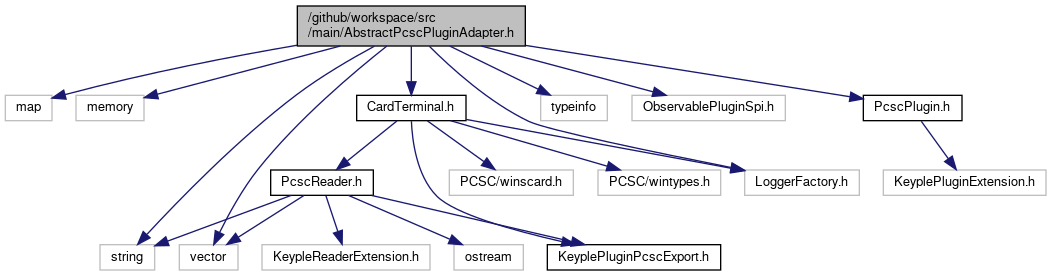 /github/workspace/src
/main/AbstractPcscPluginAdapter.h
map
memory
CardTerminal.h
typeinfo
ObservablePluginSpi.h
PcscPlugin.h
PcscReader.h
PCSC/winscard.h
PCSC/wintypes.h
LoggerFactory.h
KeyplePluginExtension.h
string
vector
KeypleReaderExtension.h
ostream
KeyplePluginPcscExport.h